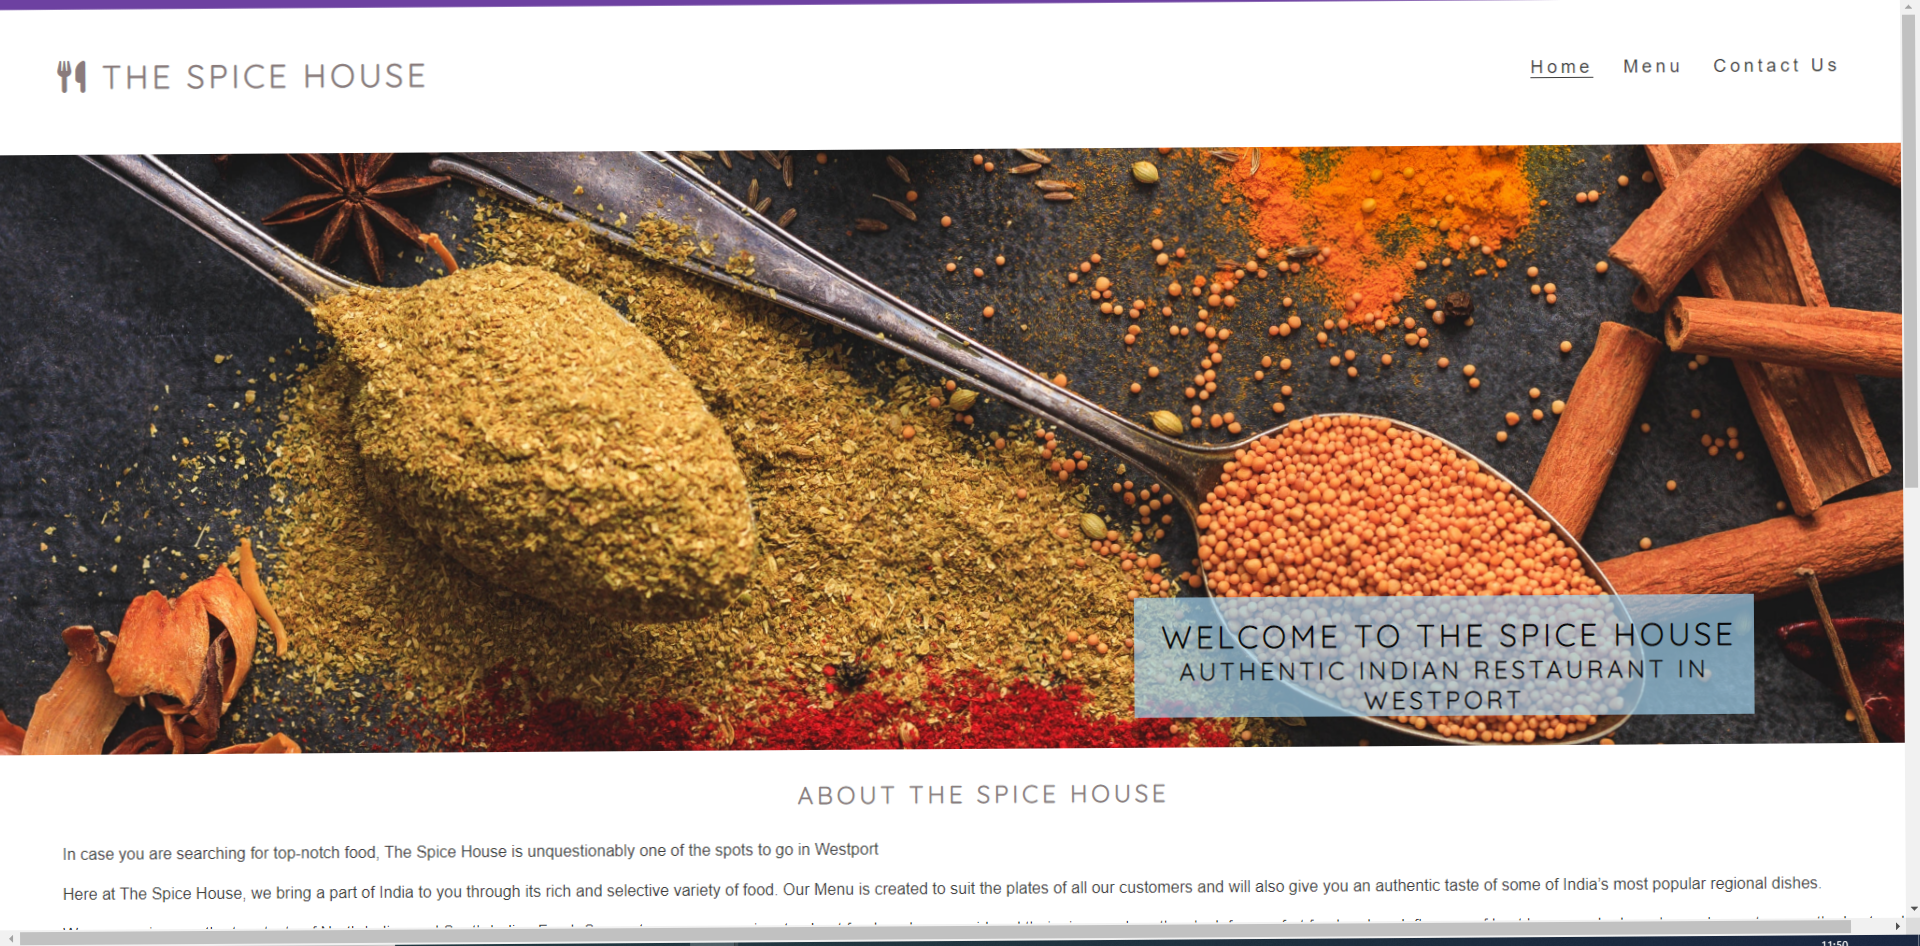 THE SPICE HOUSE
Home Menu Contact Us
WELCOME TO THE SPICE HOUSE
AUTHENTIC INDIAN RESTAURANT IN
WESTPORT
ABOUT THE SPICE HOUSE
In case you are searching for top-notch food, The Spice House is unquestionably one of the spots to go in Westport
Here at The Spice House, we bring a part of India to you through its rich and selective variety of food. Our Menu is created to suit the plates of all our customers and will also give you an authentic taste of some of India's most popular regional dishes.
11:50